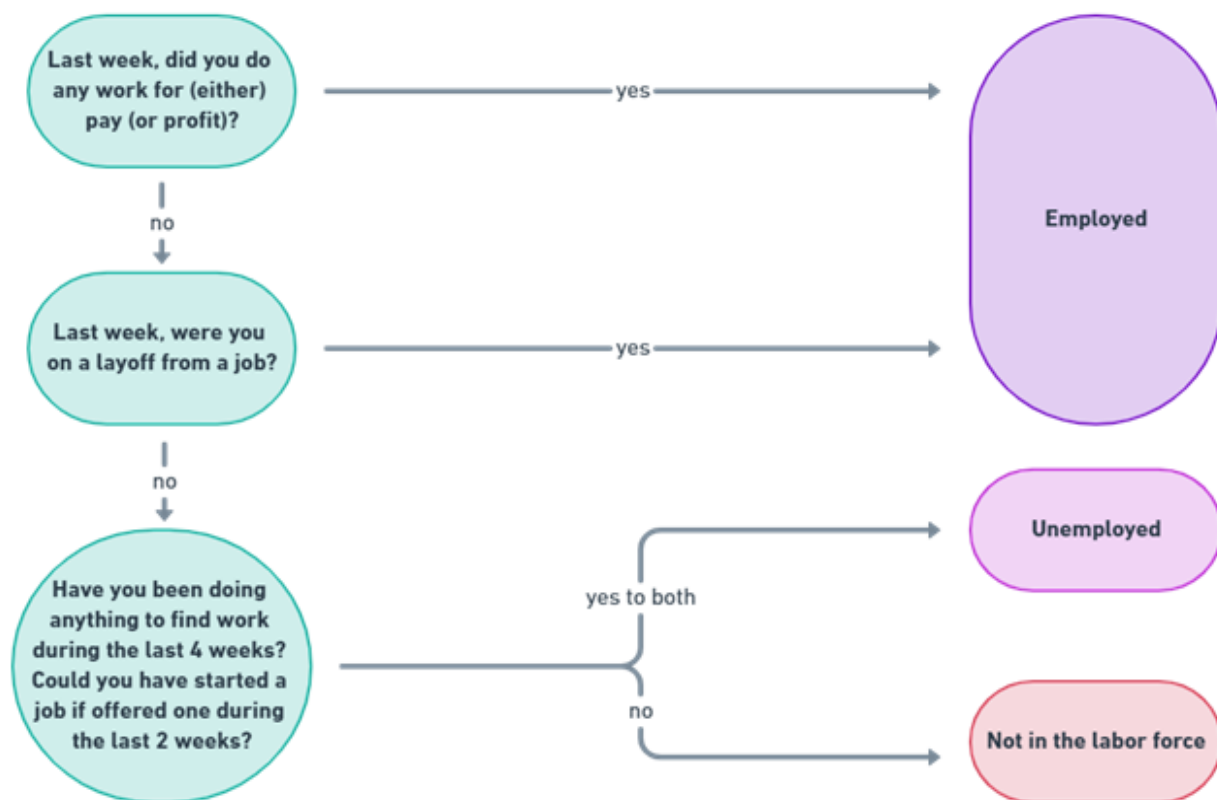 Last week, did you do
any work for (either)
pay (or profit)?
yes
Employed
no
Last week, were you
on a layoff from a job?
yes
no
Have you been doing
anything to find work
during the last 4 weeks?
Could you have started a
job if offered one during
the last 2 weeks?
yes to both
Unemployed
no
Not in the labor force